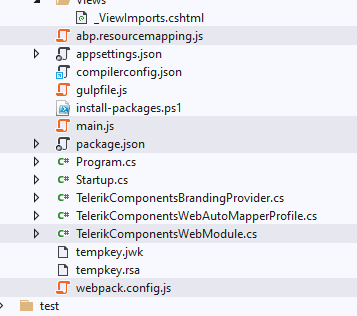 Views
_ViewImports.cshtml
abp.resourcemapping.js
appsettings.json
compilerconfig.json
gulpfile.js
install-packages.ps1
main.js
package.json
C# Program.cs
C# Startup.cs
C# TelerikComponentsBrandingProvider.cs
C# TelerikComponentsWebAutoMapperProfile.cs
C# TelerikComponentsWebModule.cs
tempkey.jwk
tempkey.rsa
webpack.config.js
test